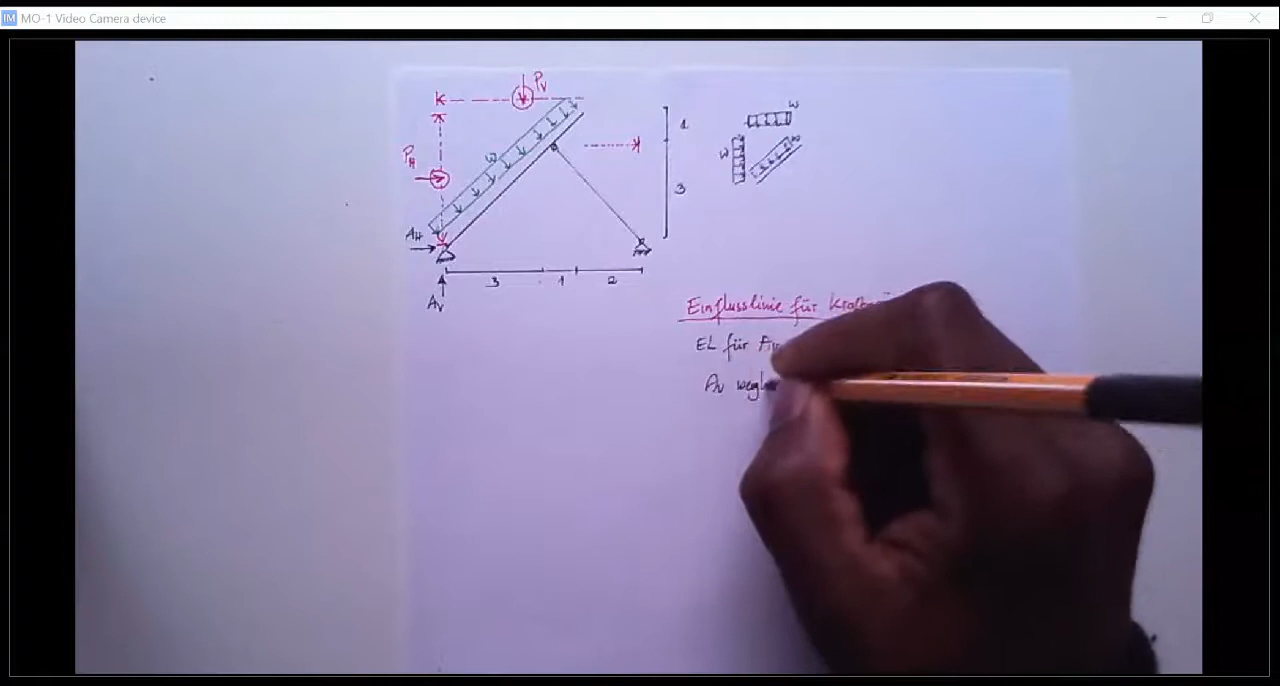 IM MO-1 Video Camera device
PV
K
w
PH
1
w
w
3
AH
3
1
2
AV
Einflusslinie für
EL für
AV